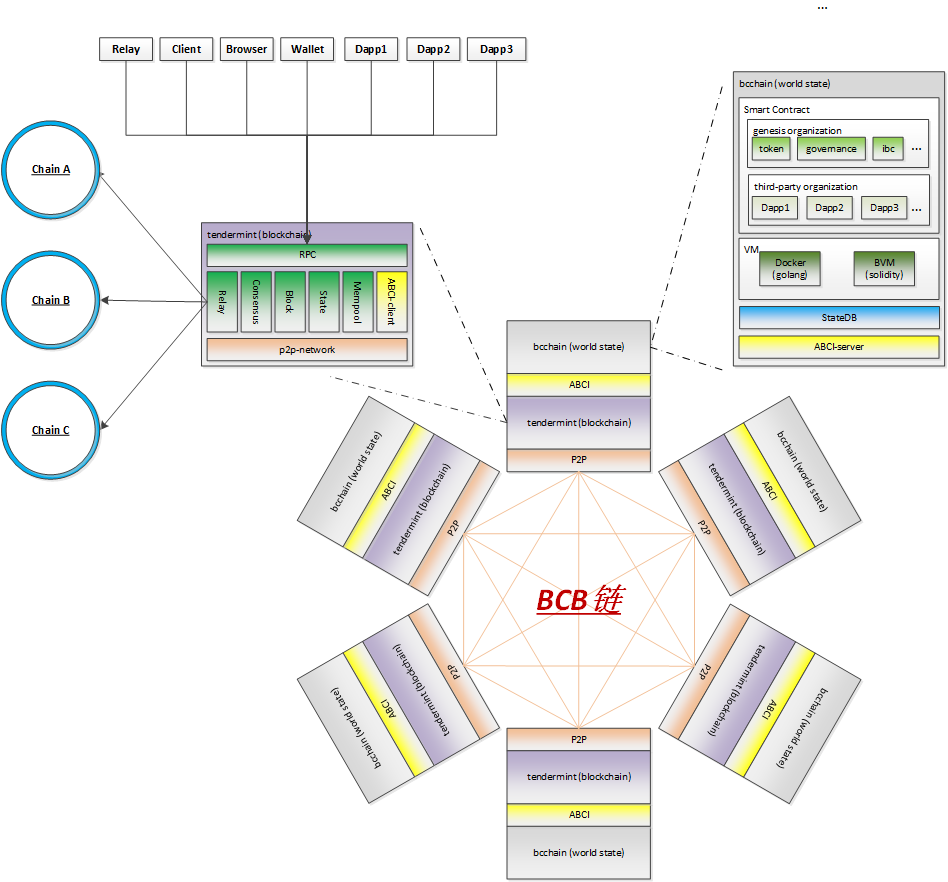 ...
Relay
Client
Browser
Wallet
Dapp1
Dapp2
Dapp3
bcchain (world state)
Smart Contract
genesis organization
token
governance
ibc
...
third-party organization
Dapp1
Dapp2
Dapp3
...
VM
Docker
(golang)
BVM
(solidity)
StateDB
ABCI-server
Chain A
Chain B
Chain C
tendermint (blockchain)
RPC
Relay
Consensus
Block
State
Mempool
ABCI-client
p2p-network
bcchain (world state)
ABCI
tendermint (blockchain)
P2P
bcchain (world state)
ABCI
tendermint (blockchain)
P2P
P2P
tendermint (blockchain)
ABCI
bcchain (world state)
BCB 链
bcchain (world state)
ABCI
tendermint (blockchain)
P2P
P2P
tendermint (blockchain)
ABCI
bcchain (world state)
P2P
tendermint (blockchain)
ABCI
bcchain (world state)